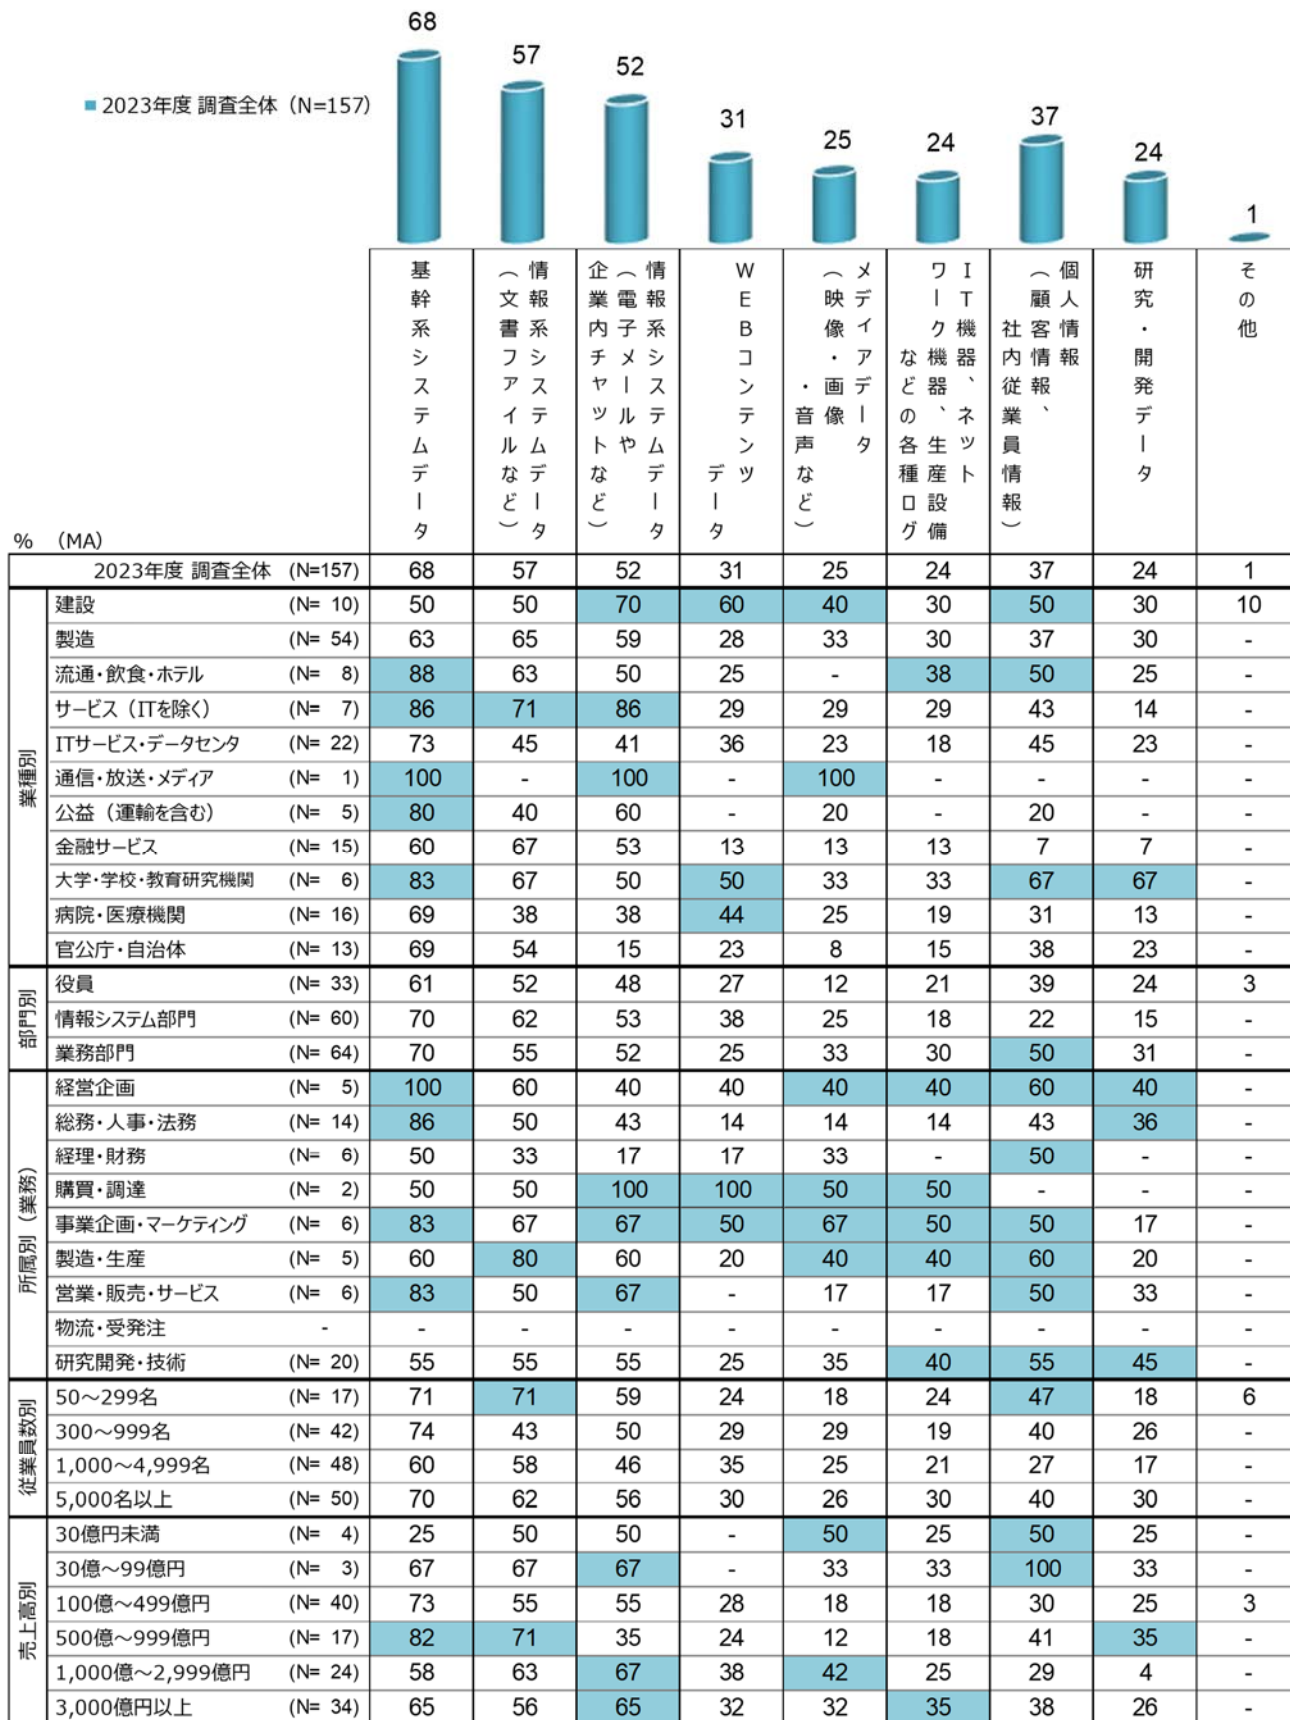 68
57
52
31
25
24
37
24
1
■ 2023年度 調査全体（N=157）
基幹系システムデータ
情報系システムデータ
（文書ファイルなど）
情報系システムデータ
（電子メールや
企業内チャットなど）
WEBコンテンツ
データ
メディアデータ
（映像・画像
・音声など）
IT機器、ネット
ワーク機器、生産設備
などの各種ログ
個人情報
（顧客情報、
社内従業員情報）
研究・開発データ
その他
% （MA）
2023年度 調査全体 (N=157) 68 57 52 31 25 24 37 24 1
業種別
建設 (N= 10) 50 50 70 60 40 30 50 30 10
製造 (N= 54) 63 65 59 28 33 30 37 30 -
流通・飲食・ホテル (N= 8) 88 63 50 25 - 38 50 25 -
サービス（ITを除く） (N= 7) 86 71 86 29 29 29 43 14 -
ITサービス・データセンタ (N= 22) 73 45 41 36 23 18 45 23 -
通信・放送・メディア (N= 1) 100 - 100 - 100 - - - -
公益（運輸を含む） (N= 5) 80 40 60 - 20 - 20 - -
金融サービス (N= 15) 60 67 53 13 13 13 7 7 -
大学・学校・教育研究機関 (N= 6) 83 67 50 50 33 33 67 67 -
病院・医療機関 (N= 16) 69 38 38 44 25 19 31 13 -
官公庁・自治体 (N= 13) 69 54 15 23 8 15 38 23 -
部門別
役員 (N= 33) 61 52 48 27 12 21 39 24 3
情報システム部門 (N= 60) 70 62 53 38 25 18 22 15 -
業務部門 (N= 64) 70 55 52 25 33 30 50 31 -
所属別（業務）
経営企画 (N= 5) 100 60 40 40 40 40 60 40 -
総務・人事・法務 (N= 14) 86 50 43 14 14 14 43 36 -
経理・財務 (N= 6) 50 33 17 17 33 - 50 - -
購買・調達 (N= 2) 50 50 100 100 50 50 - - -
事業企画・マーケティング (N= 6) 83 67 67 50 67 50 50 17 -
製造・生産 (N= 5) 60 80 60 20 40 40 60 20 -
営業・販売・サービス (N= 6) 83 50 67 - 17 17 50 33 -
物流・受発注 - - - - - - - - - -
研究開発・技術 (N= 20) 55 55 55 25 35 40 55 45 -
従業員数別
50～299名 (N= 17) 71 71 59 24 18 24 47 18 6
300～999名 (N= 42) 74 43 50 29 29 19 40 26 -
1,000～4,999名 (N= 48) 60 58 46 35 25 21 27 17 -
5,000名以上 (N= 50) 70 62 56 30 26 30 40 30 -
売上高別
30億円未満 (N= 4) 25 50 50 - 50 25 50 25 -
30億～99億円 (N= 3) 67 67 67 - 33 33 100 33 -
100億～499億円 (N= 40) 73 55 55 28 18 18 30 25 3
500億～999億円 (N= 17) 82 71 35 24 12 18 41 35 -
1,000億～2,999億円 (N= 24) 58 63 67 38 42 25 29 4 -
3,000億円以上 (N= 34) 65 56 65 32 32 35 38 26 -